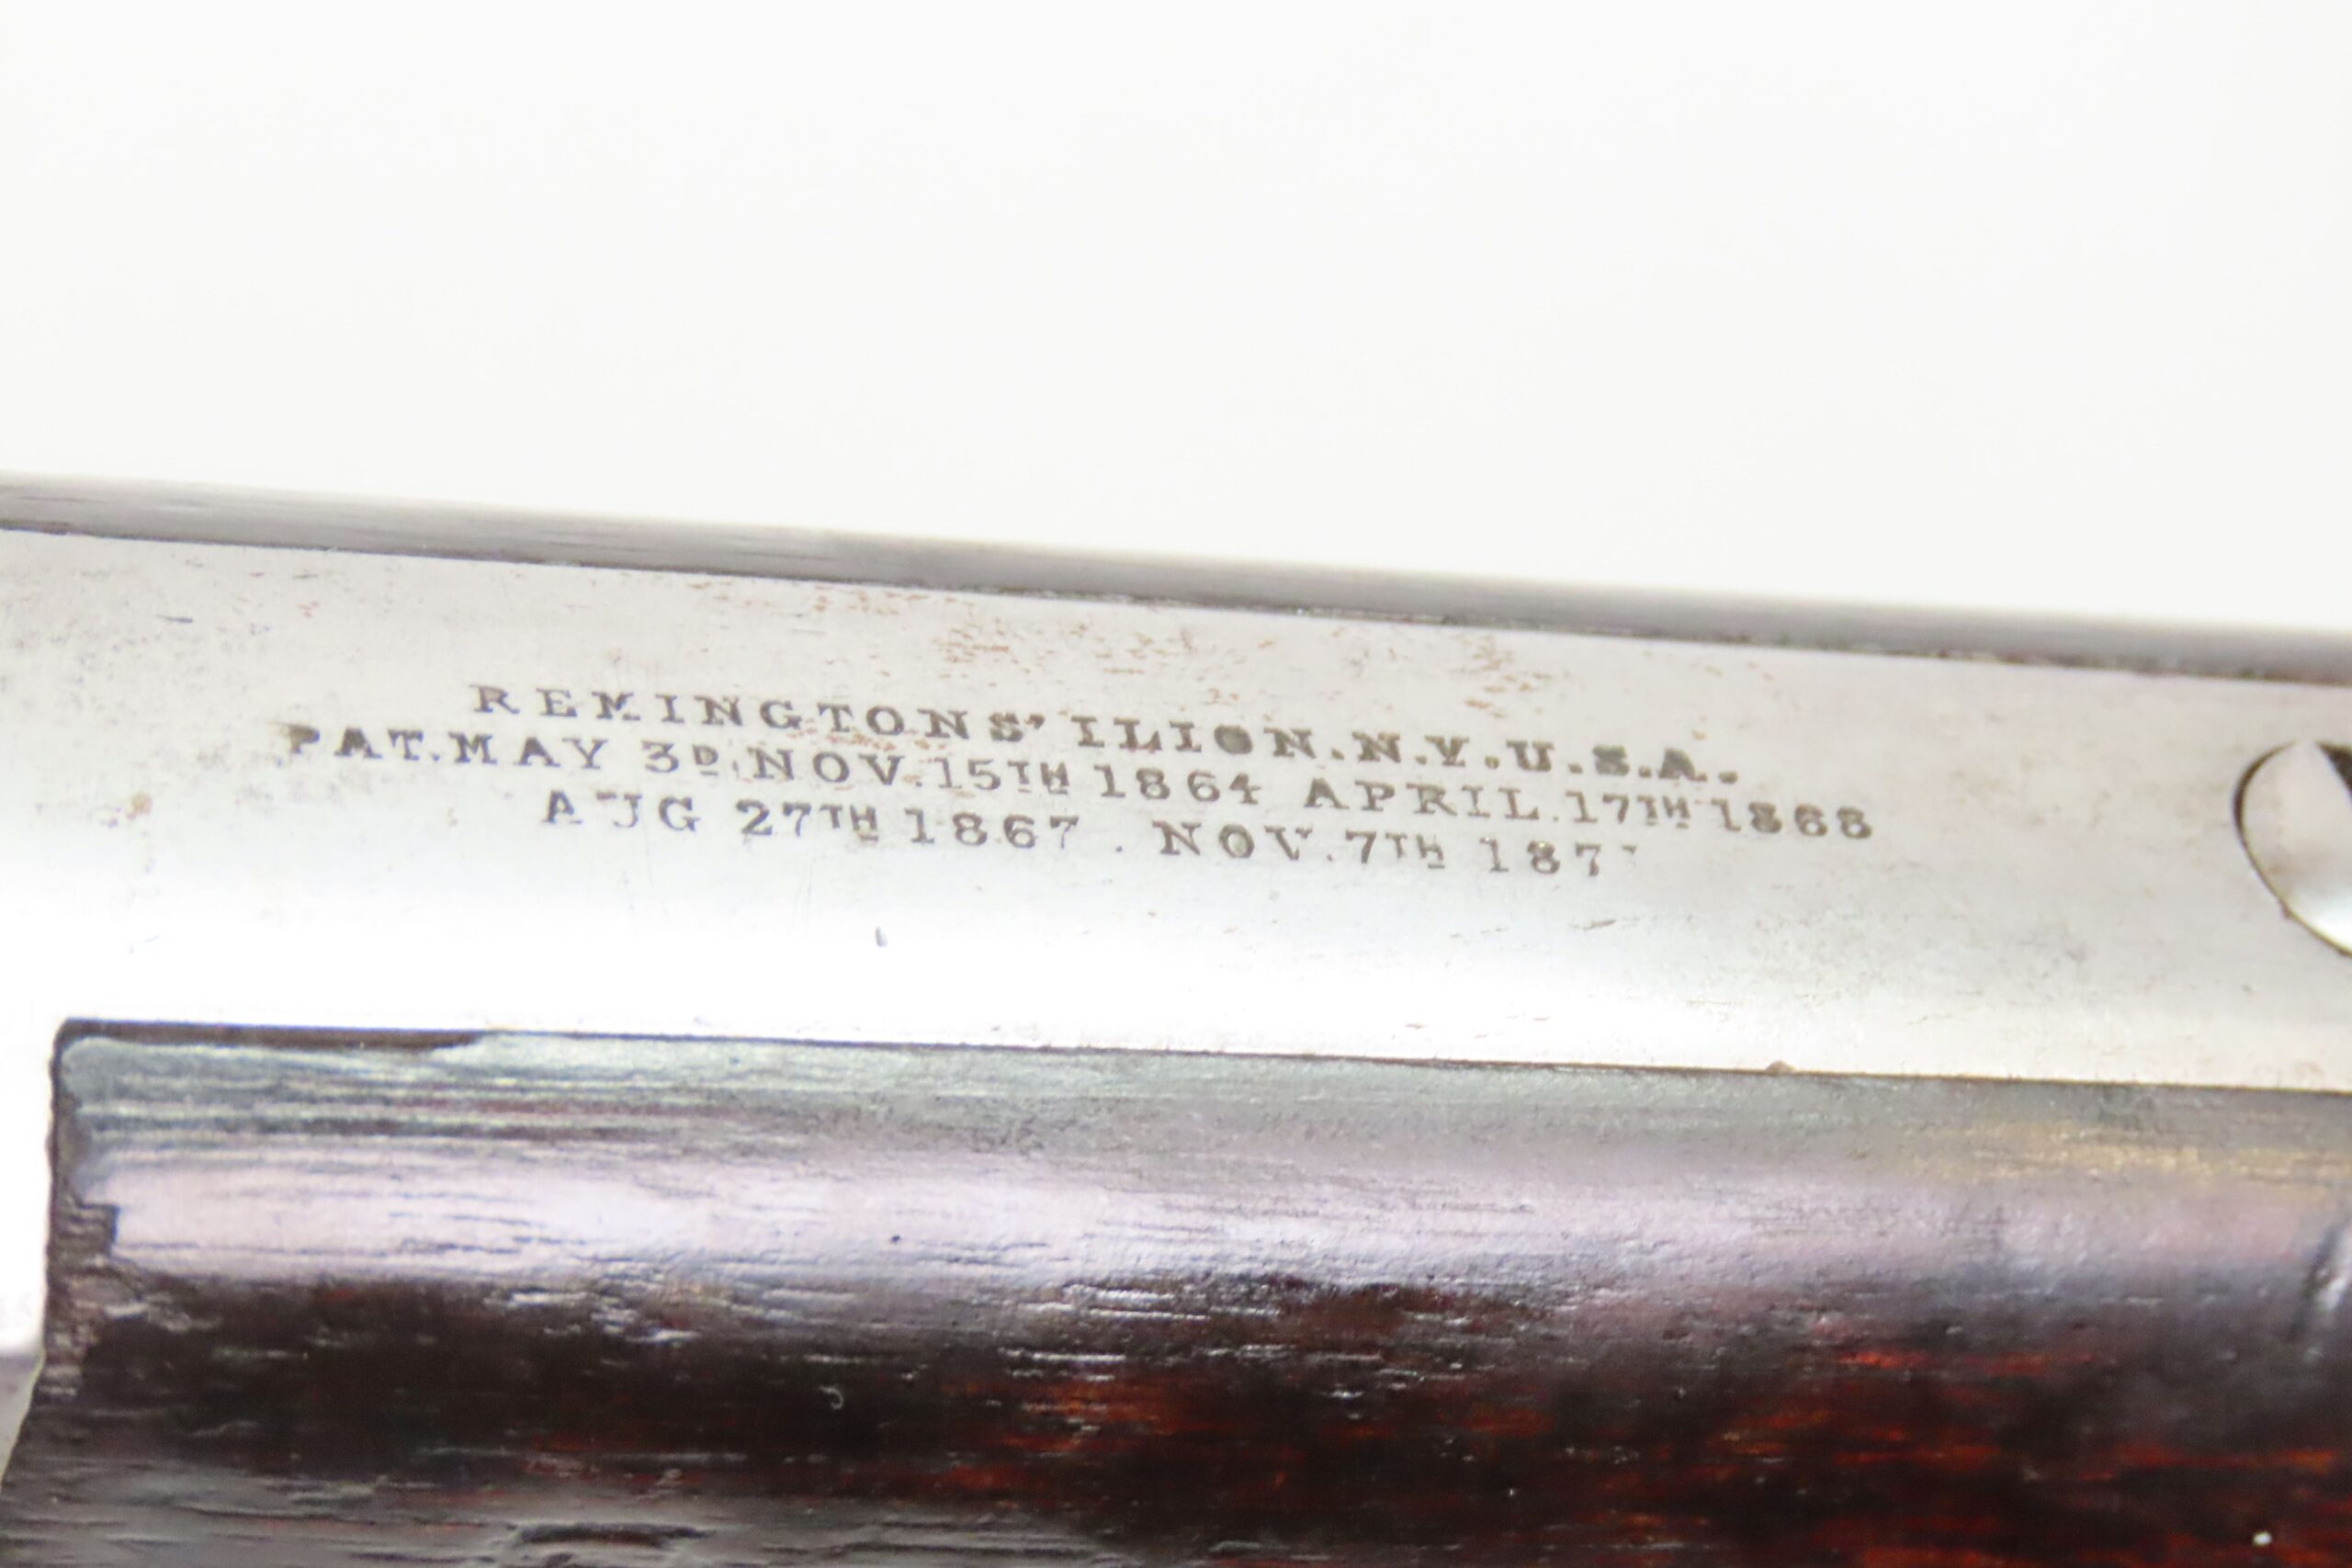 REMINGTONS' ILION. N.Y. U.S.A.
PAT. MAY 3D NOV. 15TH 1864 APRIL. 17TH 1868
AUG 27TH 1867. NOV. 7TH